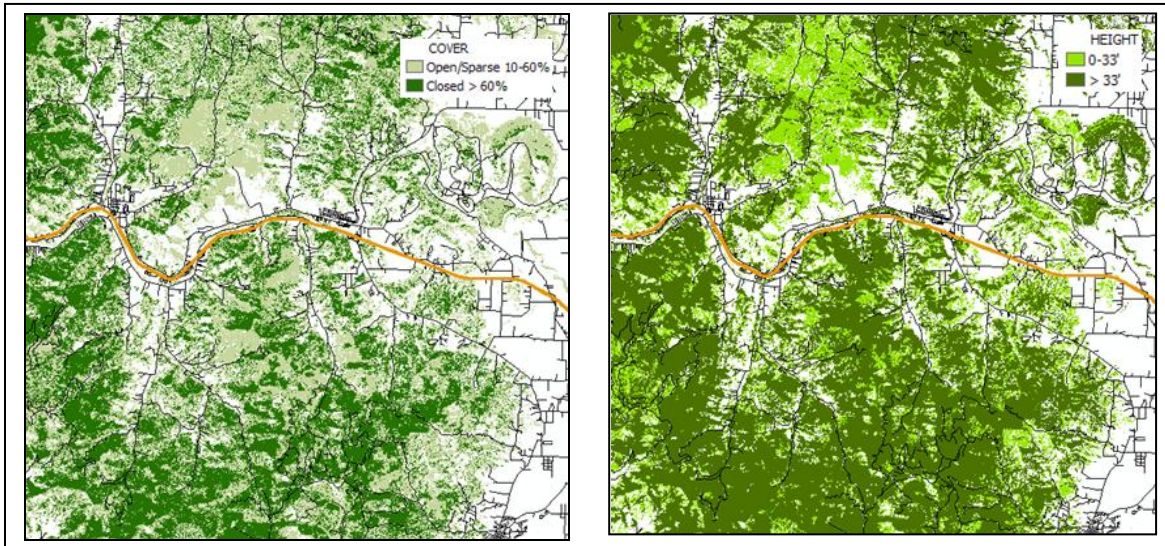 COVER
Open/Sparse 10-60%
Closed > 60%
HEIGHT
0-33'
> 33'